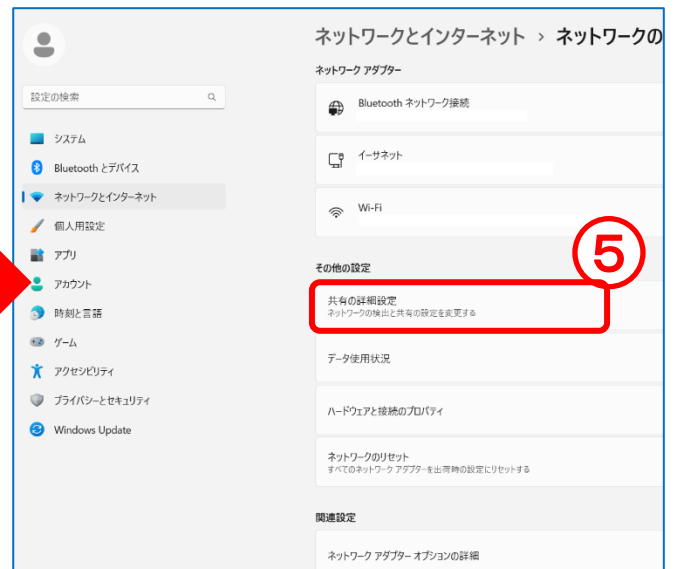 ネットワークとインターネット › ネットワークの
設定の検索
システム
Bluetooth とデバイス
ネットワークとインターネット
個人用設定
アプリ
アカウント
時刻と言語
ゲーム
アクセシビリティ
プライバシーとセキュリティ
Windows Update
ネットワーク アダプター
Bluetooth ネットワーク接続
イーサネット
Wi-Fi
⑤
その他の設定
共有の詳細設定
ネットワークの検出と共有の設定を変更する
データ使用状況
ハードウェアと接続のプロパティ
ネットワークのリセット
すべてのネットワーク アダプターを出荷時の設定にリセットする
関連設定
ネットワーク アダプター オプションの詳細